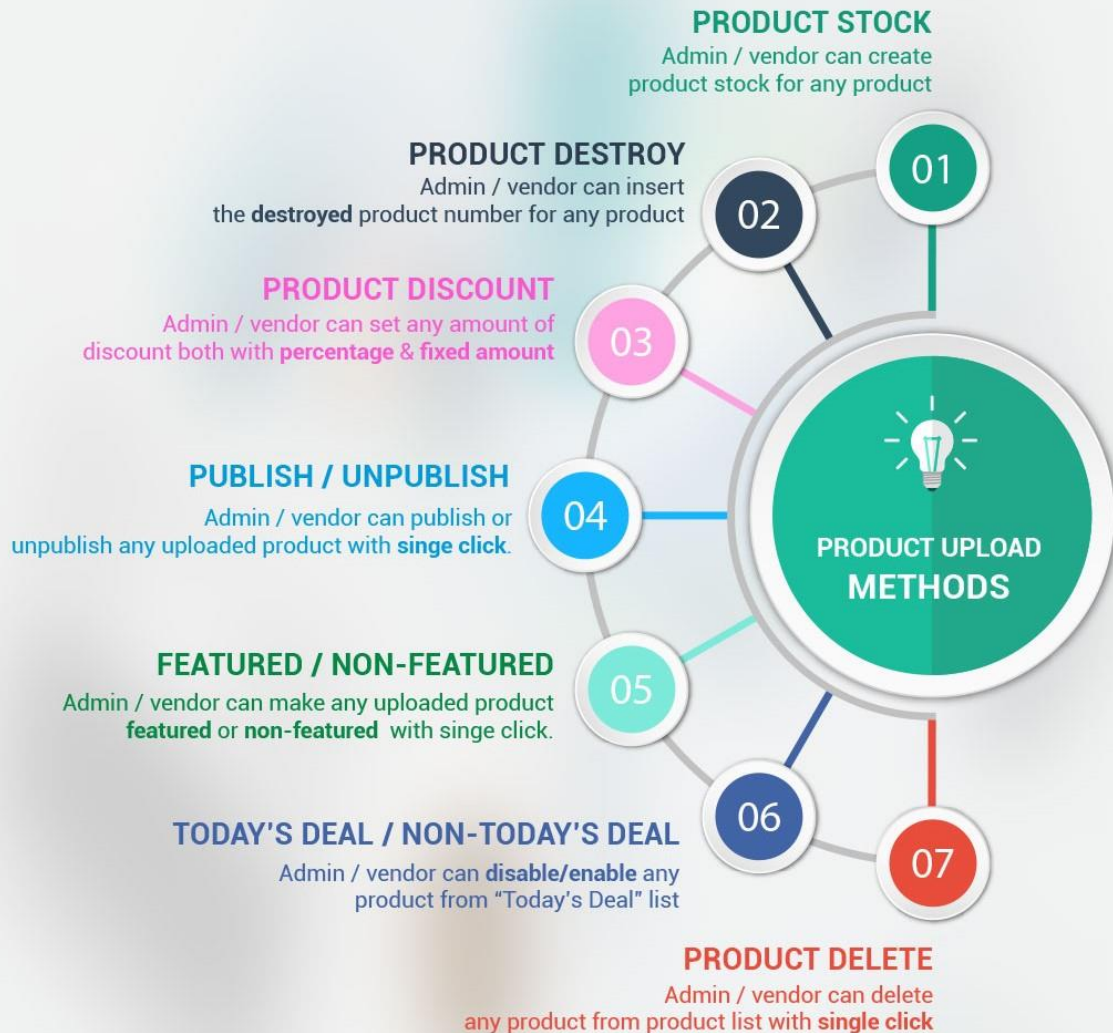 PRODUCT STOCK
Admin / vendor can create
product stock for any product
01
PRODUCT DESTROY
Admin / vendor can insert
the destroyed product number for any product
02
PRODUCT DISCOUNT
Admin / vendor can set any amount of
discount both with percentage & fixed amount
03
PUBLISH / UNPUBLISH
Admin / vendor can publish or
unpublish any uploaded product with singe click.
04
PRODUCT UPLOAD
METHODS
FEATURED / NON-FEATURED
Admin / vendor can make any uploaded product
featured or non-featured with singe click.
05
TODAY'S DEAL / NON-TODAY'S DEAL
Admin / vendor can disable/enable any
product from “Today's Deal” list
06
07
PRODUCT DELETE
Admin / vendor can delete
any product from product list with single click